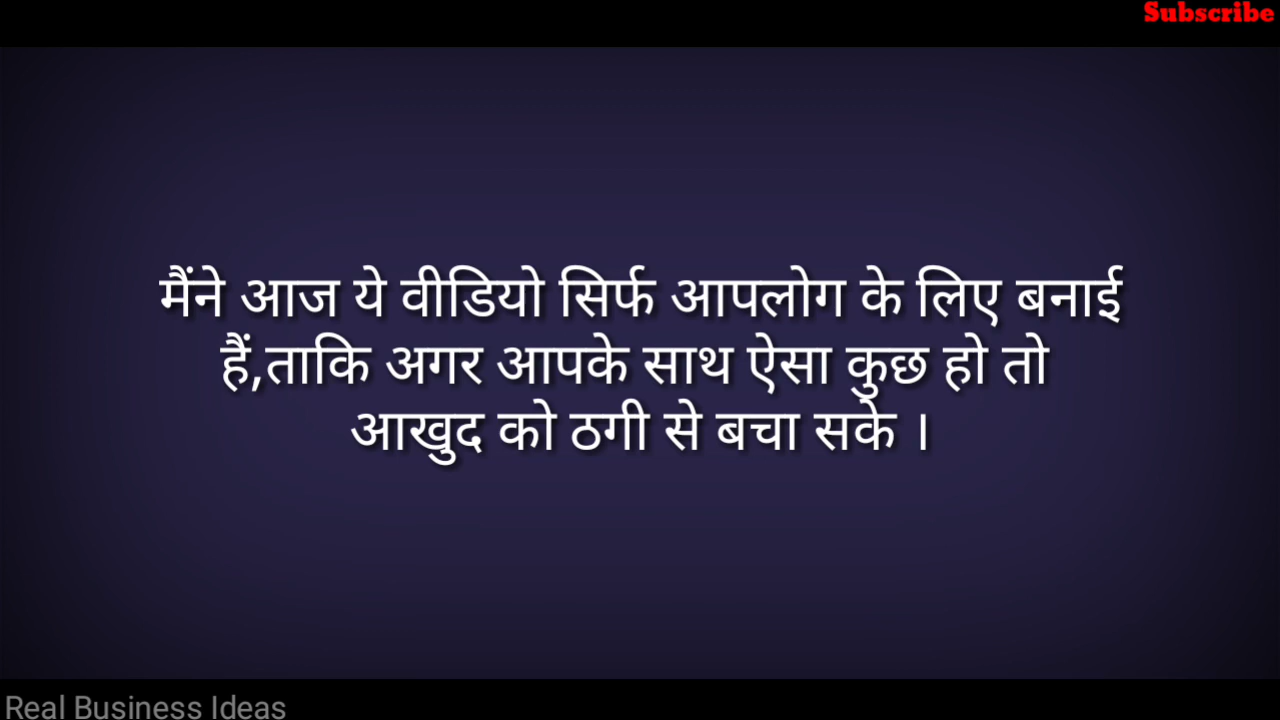 Subscribe
मैंने आज ये वीडियो सिर्फ आपलोग के लिए बनाई
हैं,ताकि अगर आपके साथ ऐसा कुछ हो तो
आखुद को ठगी से बचा सके ।
Real Business Ideas